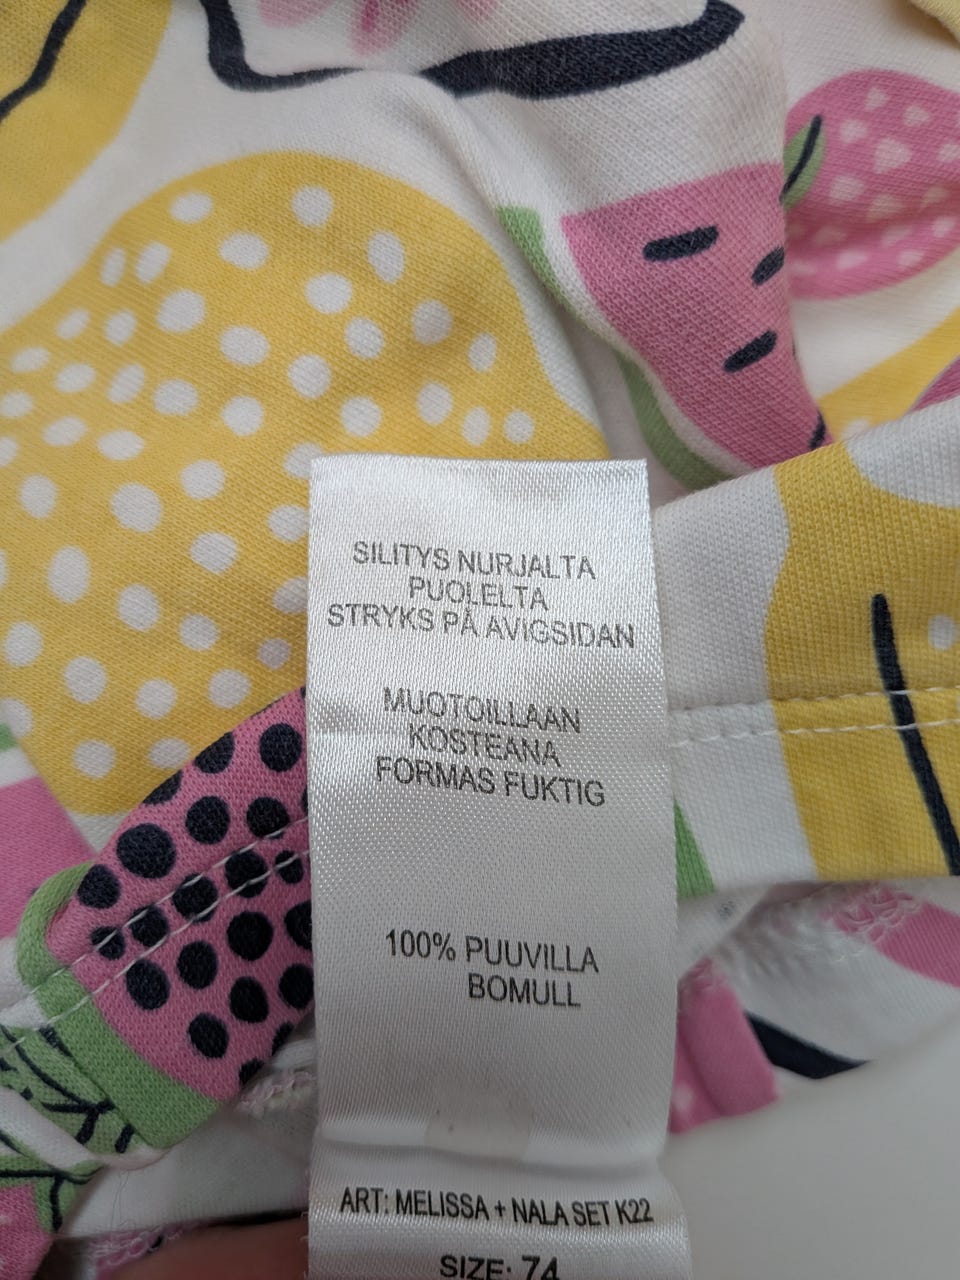 SILITYS NURJALTA
PUOLELTA
STRYKS PÅ AVIGSIDAN
MUOTOILLAAN
KOSTEANA
FORMAS FUKTIG
100% PUUVILLA
BOMULL
ART: MELISSA + NALA SET K22
SIZE: 74